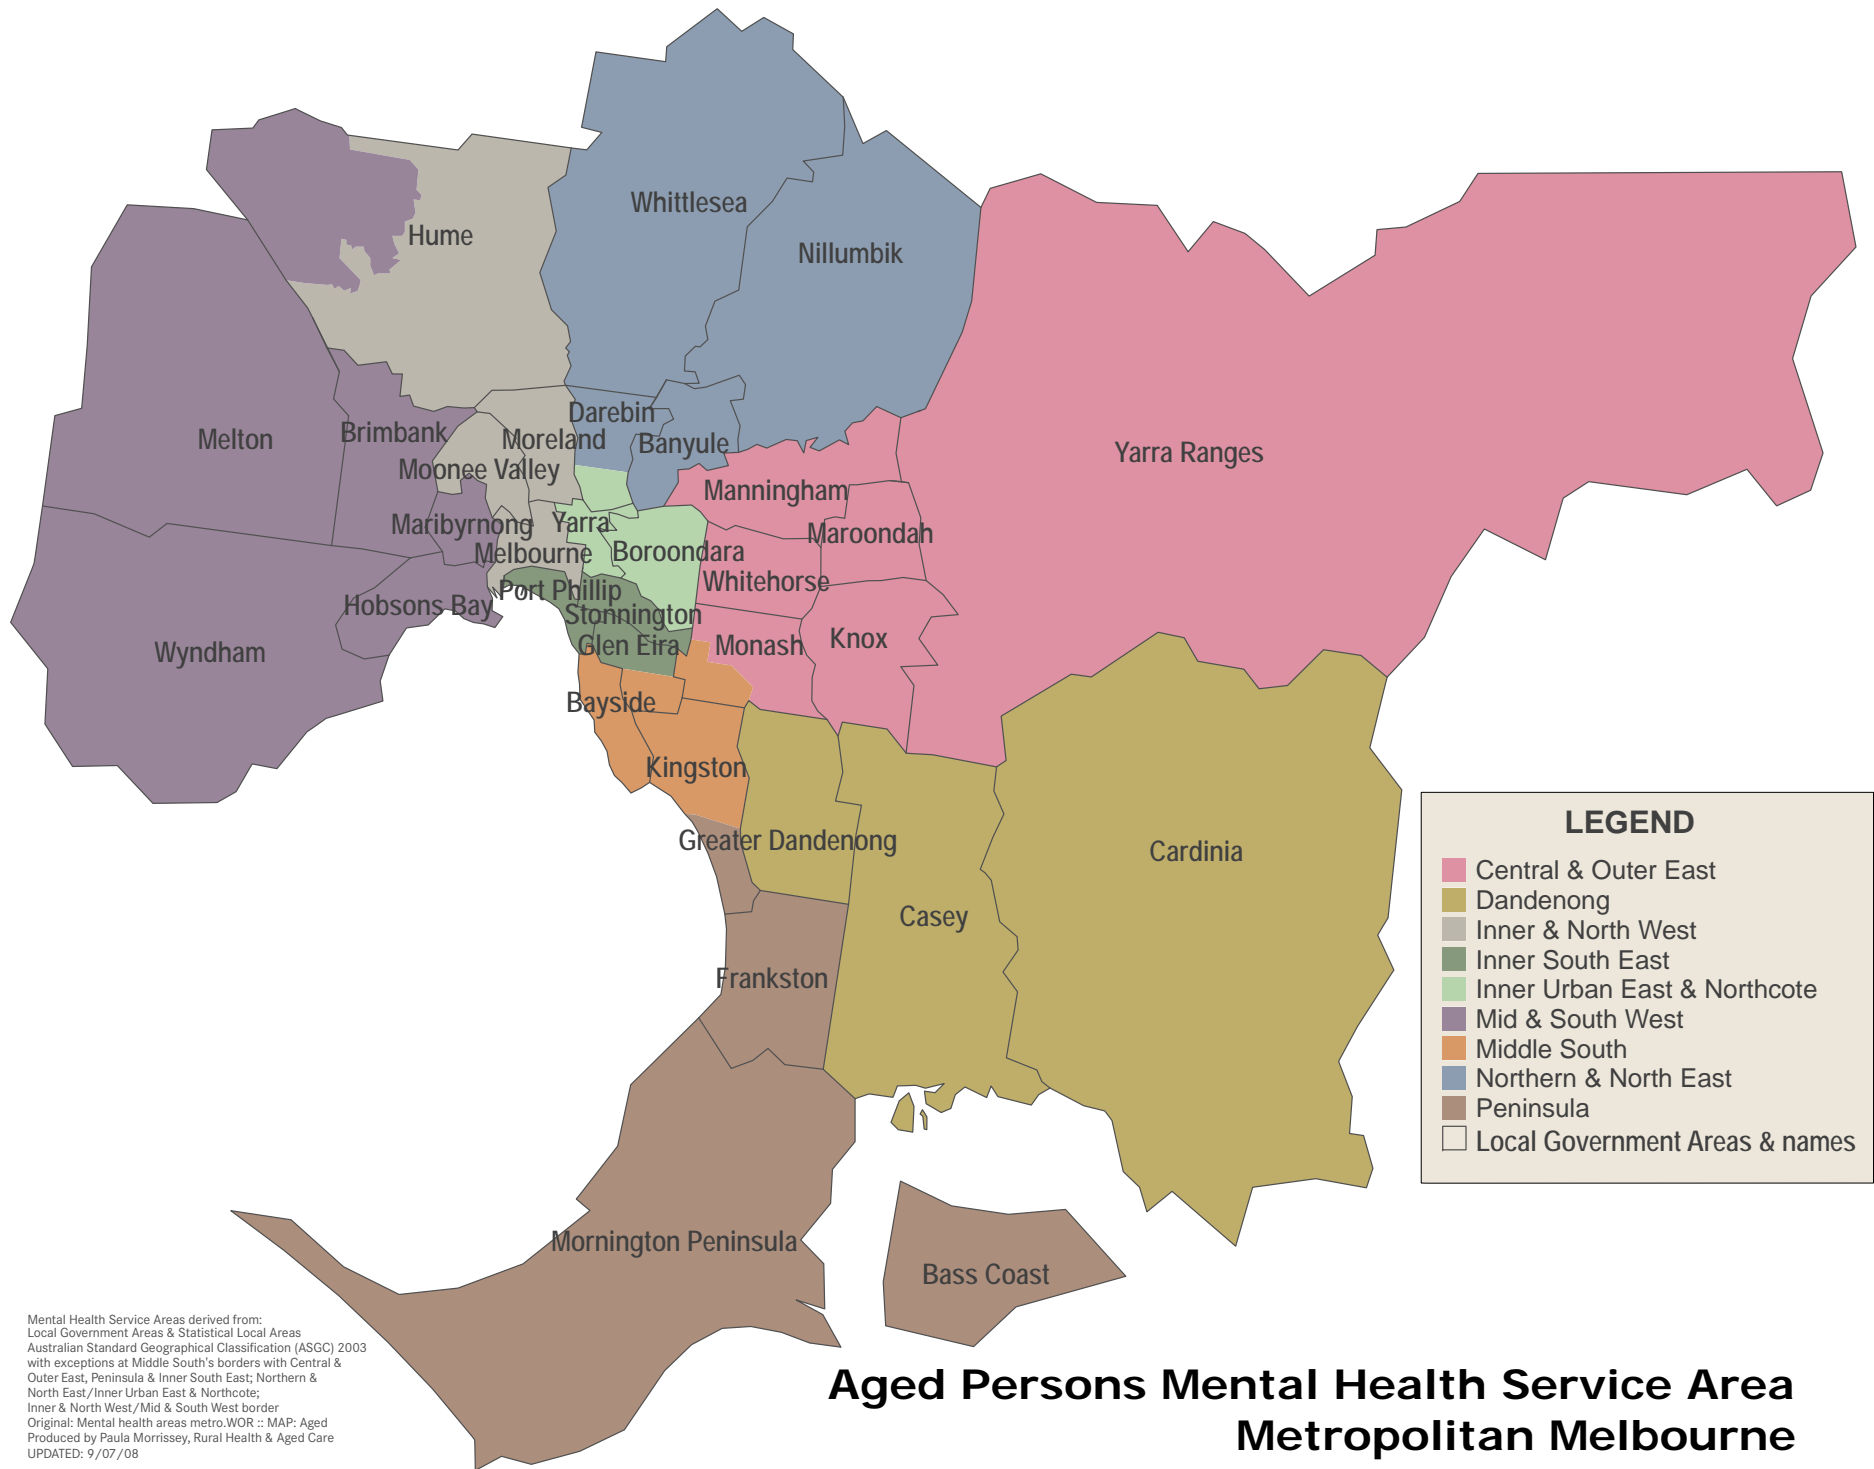 Whittlesea
Hume
Nillumbik
Darebin
Melton
Brimbank
Moreland
Banyule
Yarra Ranges
Moonee Valley
Manningham
Maribyrnong
Yarra
Maroondah
Melbourne
Boroondara
Whitehorse
Port Phillip
Hobsons Bay
Stonnington
Glen Eira
Monash
Knox
Wyndham
Bayside
Kingston
Greater Dandenong
Cardinia
Casey
Frankston
Mornington Peninsula
Bass Coast
LEGEND
Central & Outer East
Dandenong
Inner & North West
Inner South East
Inner Urban East & Northcote
Mid & South West
Middle South
Northern & North East
Peninsula
Local Government Areas & names
Mental Health Service Areas derived from:
Local Government Areas & Statistical Local Areas
Australian Standard Geographical Classification (ASGC) 2003
with exceptions at Middle South's borders with Central &
Outer East, Peninsula & Inner South East; Northern &
North East/Inner Urban East & Northcote;
Inner & North West/Mid & South West border
Original: Mental health areas metro.WOR :: MAP: Aged
Produced by Paula Morrissey, Rural Health & Aged Care
UPDATED: 9/07/08
Aged Persons Mental Health Service Area
Metropolitan Melbourne